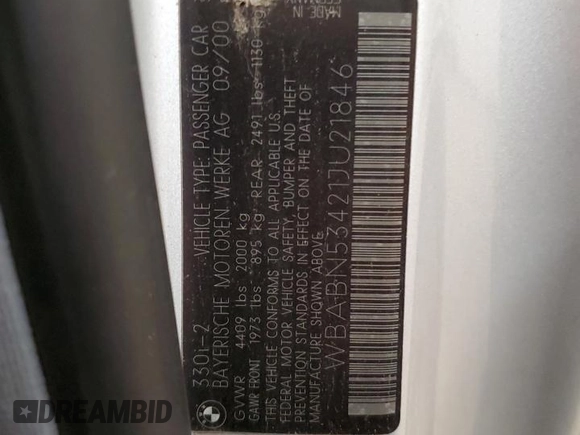 MADE IN
330i-2 VEHICLE TYPE: PASSENGER CAR
BAYERISCHE MOTOREN WERKE AG 09/00
GVWR 4409 lbs 2000 kg
GAWR FRONT 1973 lbs 895 kg REAR 2491 lbs 1130 kg
THIS VEHICLE CONFORMS TO ALL APPLICABLE U.S.
FEDERAL MOTOR VEHICLE SAFETY, BUMPER AND THEFT
PREVENTION STANDARDS IN EFFECT ON THE DATE OF
MANUFACTURE SHOWN ABOVE.
WBABN53421JU21846
DREAMBID